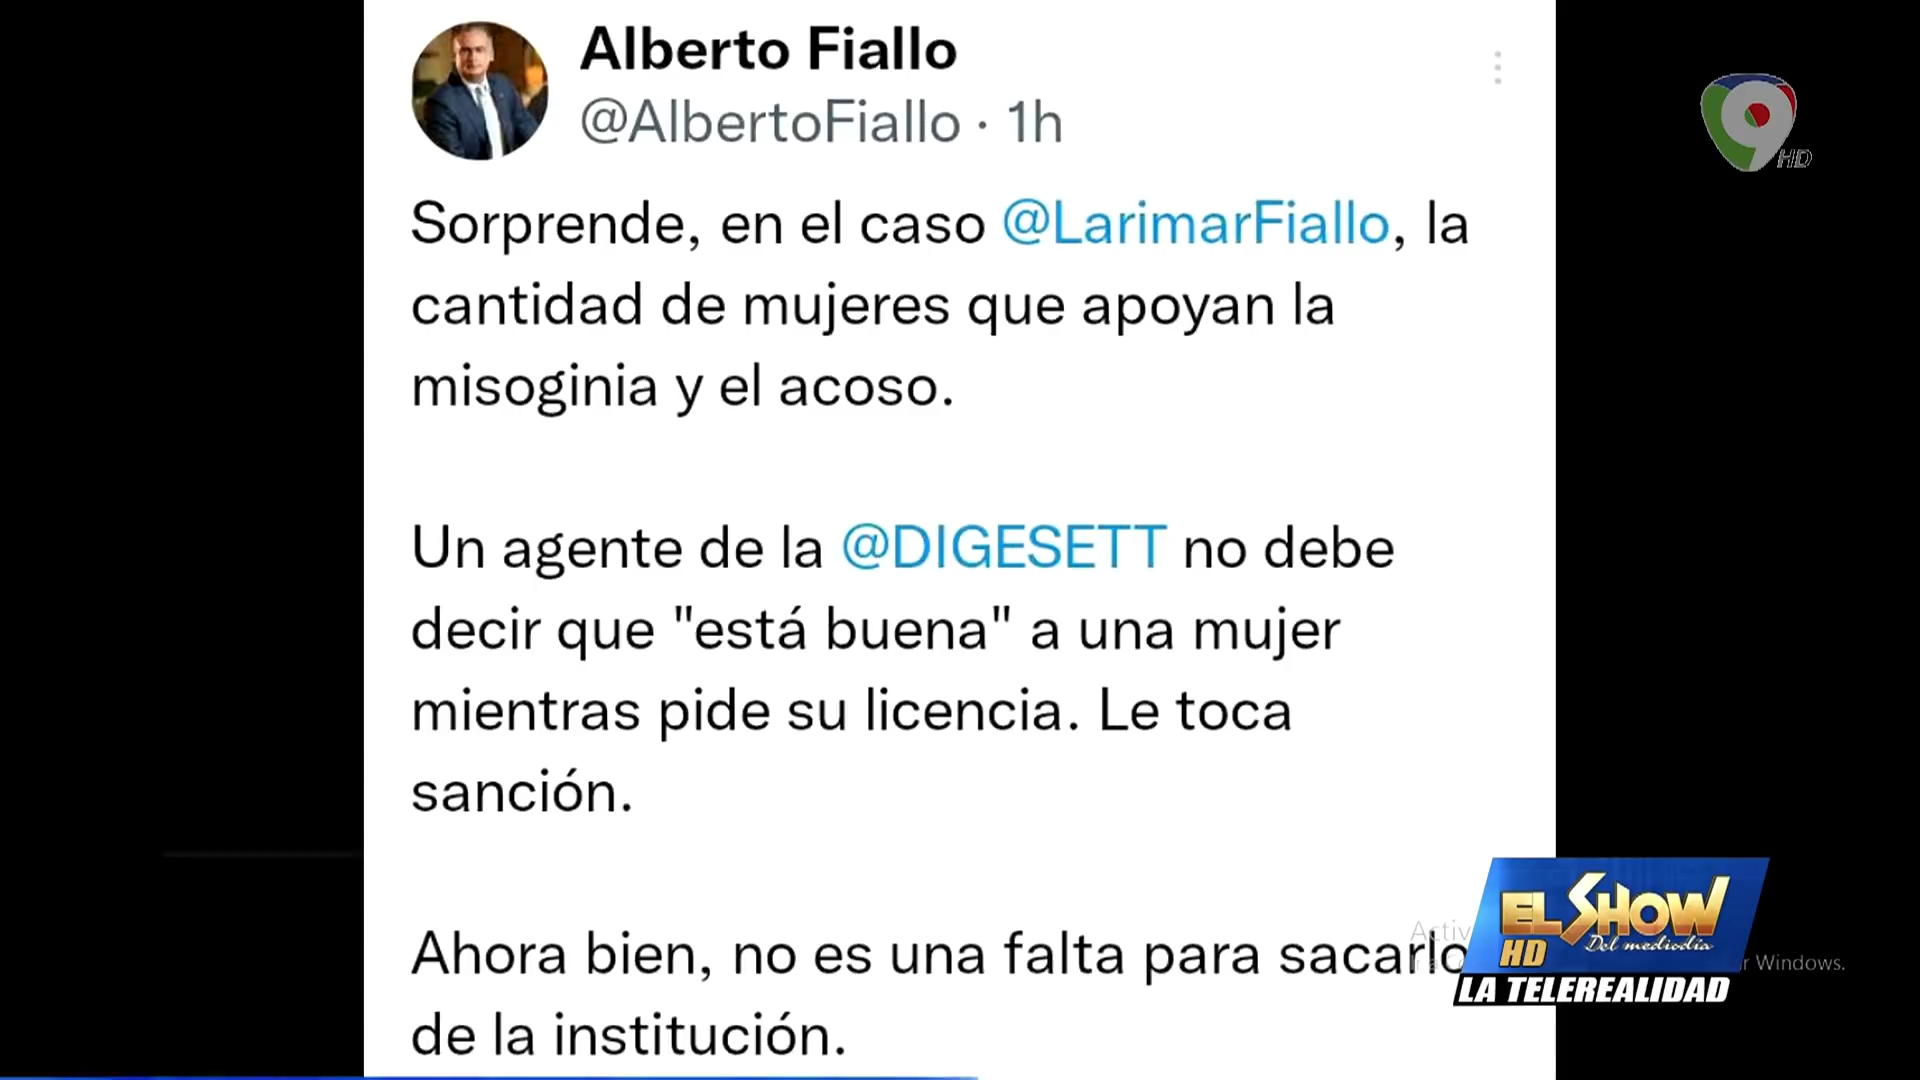 Alberto Fiallo
@AlbertoFiallo · 1h
Sorprende, en el caso @LarimarFiallo, la
cantidad de mujeres que apoyan la
misoginia y el acoso.
Un agente de la @DIGESETT no debe
decir que "está buena" a una mujer
mientras pide su licencia. Le toca
sanción.
Ahora bien, no es una falta para sacarlo
de la institución.
9
HD
EL SHOW
HD Del mediodía
LA TELEREALIDAD
Activ
Windows.